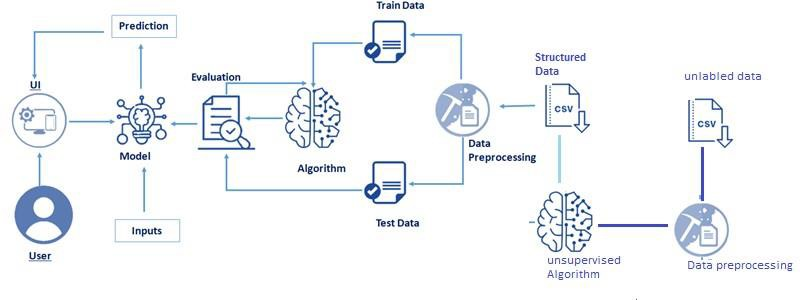 Train Data
Prediction
Structured
Data
UI
Evaluation
unlabled data
CSV
CSV
Model
Algorithm
Data
Preprocessing
Inputs
Test Data
User
unsupervised
Algorithm
Data preprocessing